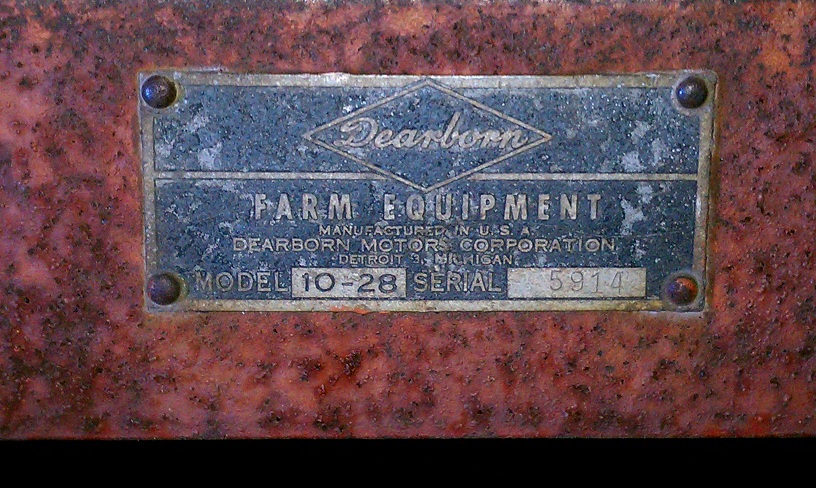 Dearborn
FARM EQUIPMENT
MANUFACTURED IN U.S.A.
DEARBORN MOTORS CORPORATION
DETROIT 3, MICHIGAN
MODEL 10-28 SERIAL 5914